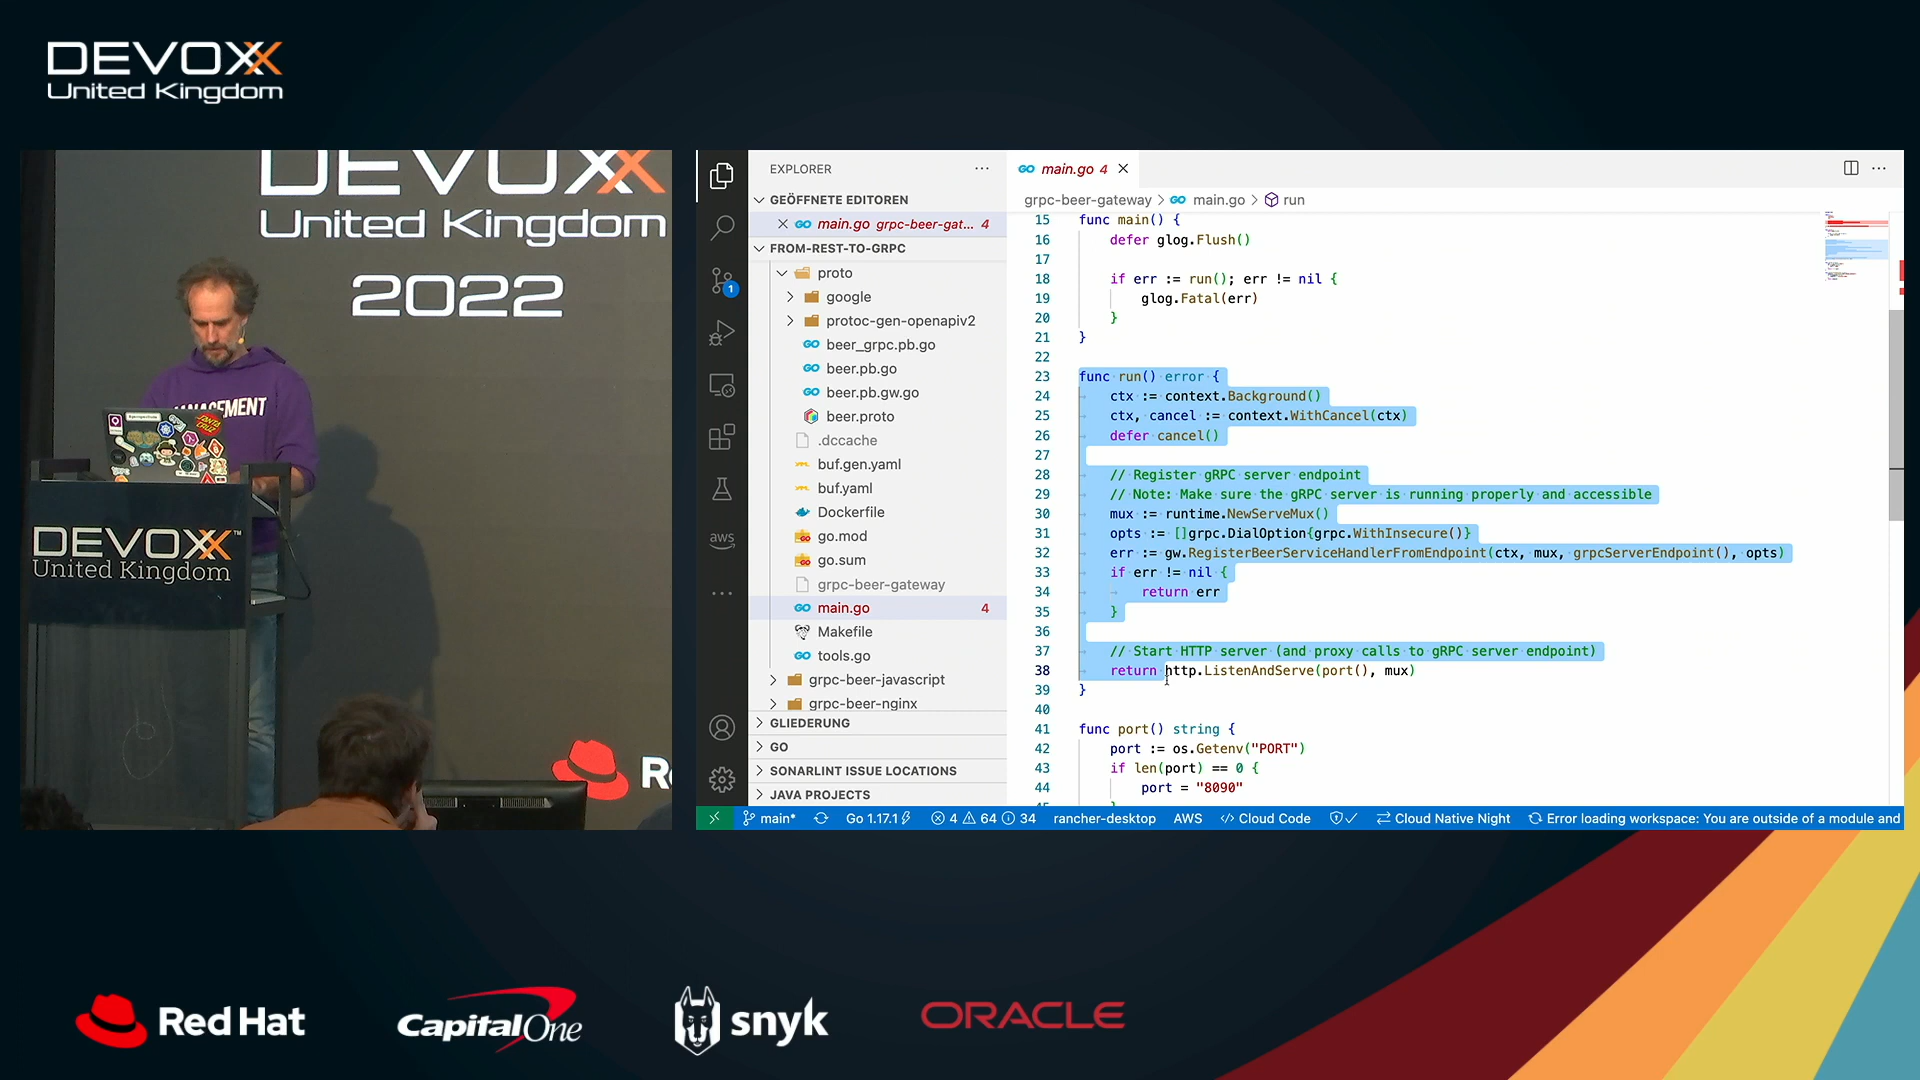 DEVOXX
United Kingdom
DEVOXX
United Kingdom
2022
MANAGEMENT
DEVOXX™
United Kingdom
EXPLORER
GEÖFFNETE EDITOREN
main.go grpc-beer-gat... 4
FROM-REST-TO-GRPC
proto
google
protoc-gen-openapiv2
beer_grpc.pb.go
beer.pb.go
beer.pb.gw.go
beer.proto
.dccache
buf.gen.yaml
buf.yaml
Dockerfile
go.mod
go.sum
grpc-beer-gateway
main.go 4
Makefile
tools.go
grpc-beer-javascript
grpc-beer-nginx
GLIEDERUNG
GO
SONARLINT ISSUE LOCATIONS
JAVA PROJECTS
1
aws
main.go 4
grpc-beer-gateway > main.go > run
15 func main() {
16 defer glog.Flush()
17
18 if err := run(); err != nil {
19 glog.Fatal(err)
20 }
21 }
22
23 func run() error {
24 ctx := context.Background()
25 ctx, cancel := context.WithCancel(ctx)
26 defer cancel()
27
28 // Register gRPC server endpoint
29 // Note: Make sure the gRPC server is running properly and accessible
30 mux := runtime.NewServeMux()
31 opts := []grpc.DialOption{grpc.WithInsecure()}
32 err := gw.RegisterBeerServiceHandlerFromEndpoint(ctx, mux, grpcServerEndpoint(), opts)
33 if err != nil {
34 return err
35 }
36
37 // Start HTTP server (and proxy calls to gRPC server endpoint)
38 return http.ListenAndServe(port(), mux)
39 }
40
41 func port() string {
42 port := os.Getenv("PORT")
43 if len(port) == 0 {
44 port = "8090"
main* Go 1.17.1 4 64 34 rancher-desktop AWS Cloud Code Cloud Native Night Error loading workspace: You are outside of a module and
Red Hat
Capital One
snyk
ORACLE